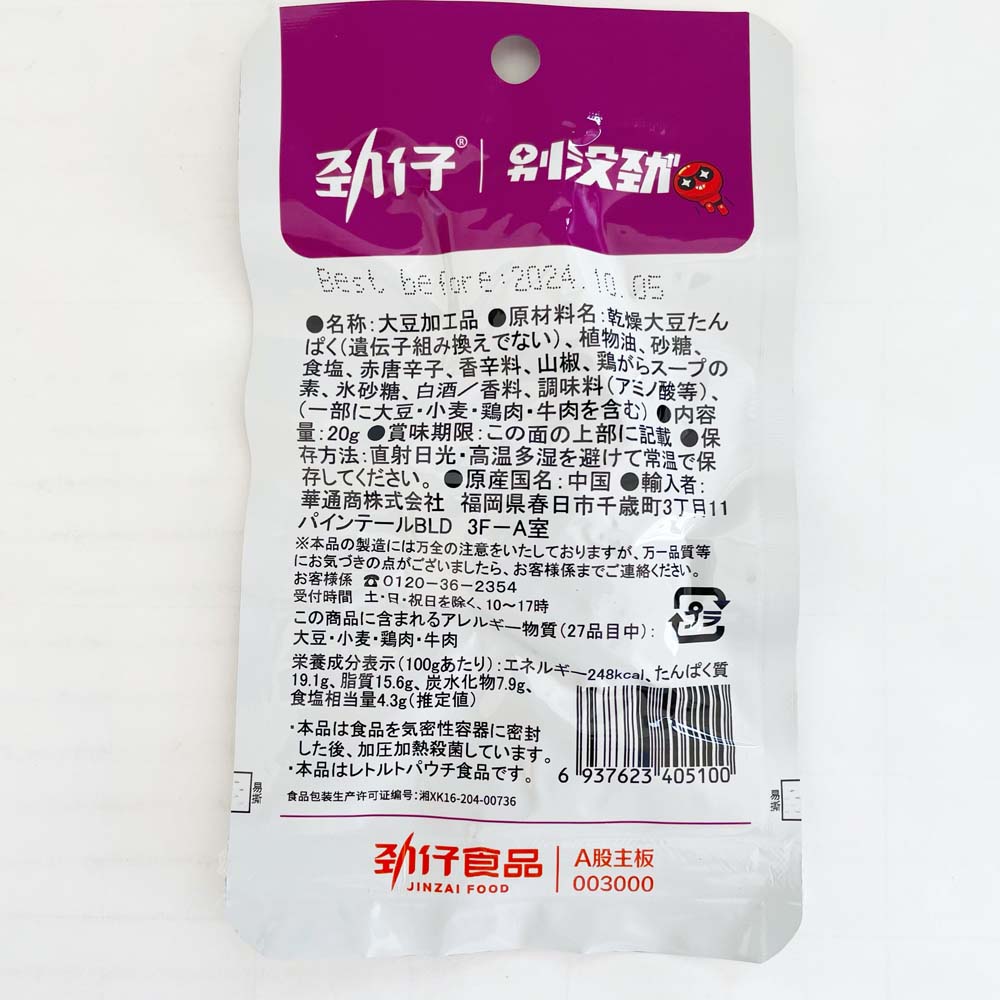 劲仔® 别没劲
Best before:2024.10.05
●名称:大豆加工品 ●原材料名:乾燥大豆たん
ぱく(遺伝子組み換えでない)、植物油、砂糖、
食塩、赤唐辛子、香辛料、山椒、鶏がらスープの
素、氷砂糖、白酒/香料、調味料(アミノ酸等)、
(一部に大豆・小麦・鶏肉・牛肉を含む) ●内容
量:20g ●賞味期限:この面の上部に記載 ●保
存方法:直射日光・高温多湿を避けて常温で保
存してください。 ●原産国名:中国 ●輸入者:
華通商株式会社 福岡県春日市千歳町3丁目11
パインテールBLD 3F-A室
※本品の製造には万全の注意をいたしておりますが、万一品質等
にお気づきの点がございましたら、お客様係までご連絡ください。
お客様係 ☎0120-36-2354
受付時間 土・日・祝日を除く、10~17時
この商品に含まれるアレルギー物質(27品目中):
大豆・小麦・鶏肉・牛肉
プラ
栄養成分表示(100gあたり):エネルギー248kcal、たんぱく質
19.1g、脂質15.6g、炭水化物7.9g、
食塩相当量4.3g(推定値)
・本品は食品を気密性容器に密封
した後、加圧加熱殺菌しています。
・本品はレトルトパウチ食品です。
6 937623 405100
食品包装生产许可证编号:湘XK16-204-00736
易撕
易撕
劲仔食品 A股主板
JINZAI FOOD 003000